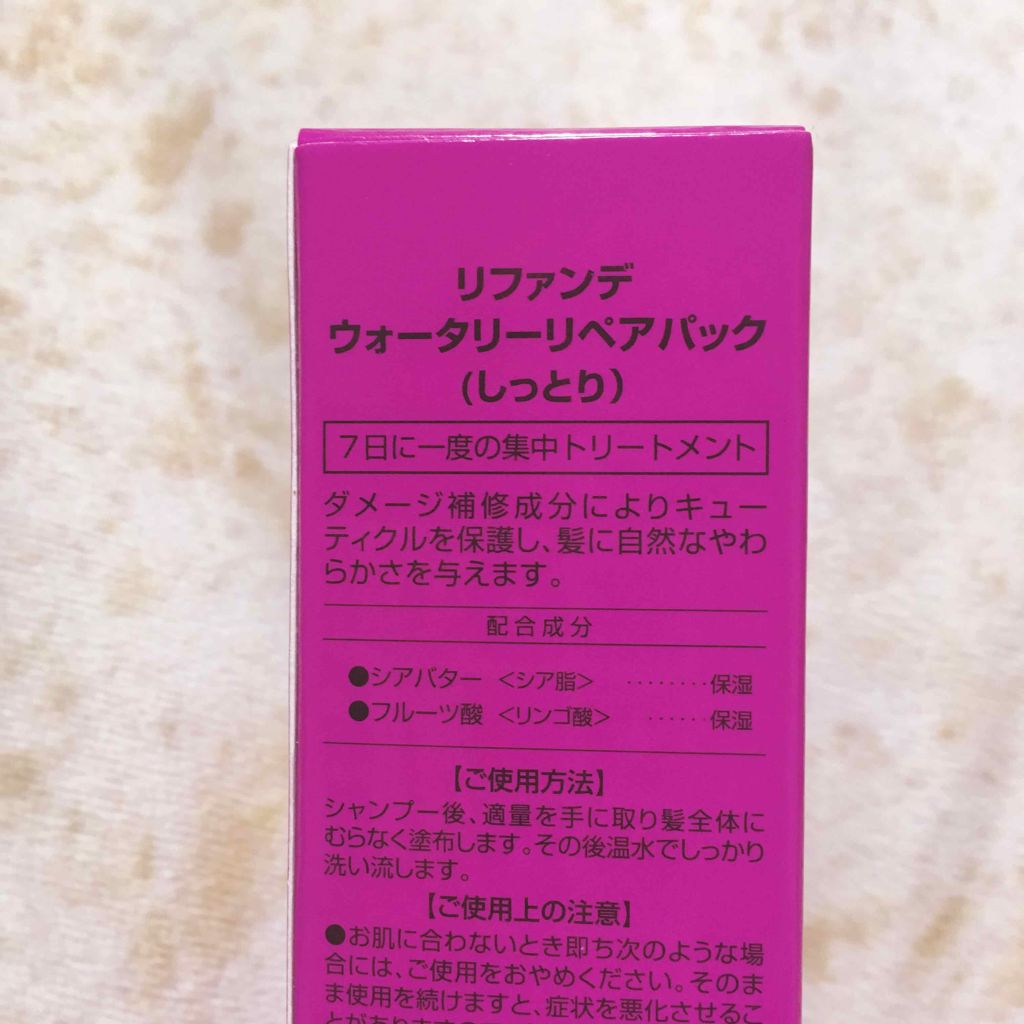 リファンデ
ウォータリーリペアパック
(しっとり)
7日に一度の集中トリートメント
ダメージ補修成分によりキュー
ティクルを保護し、髪に自然なやわ
らかさを与えます。
配合成分
●シアバター <シア脂> ········保湿
●フルーツ酸 <リンゴ酸> ······保湿
【ご使用方法】
シャンプー後、適量を手に取り髪全体に
むらなく塗布します。その後温水でしっかり
洗い流します。
【ご使用上の注意】
●お肌に合わないとき即ち次のような場
合には、ご使用をおやめください。そのま
ま使用を続けますと、症状を悪化させるこ
とがありますの